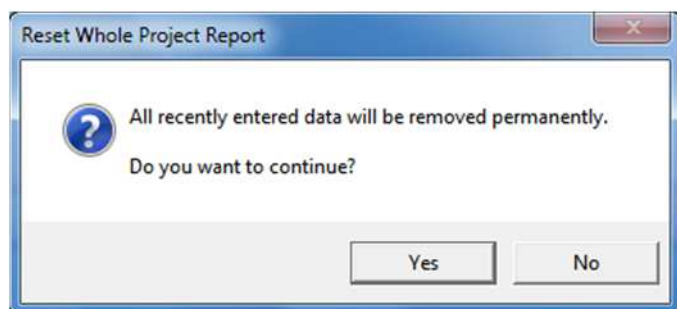 Reset Whole Project Report
All recently entered data will be removed permanently.
Do you want to continue?
Yes No